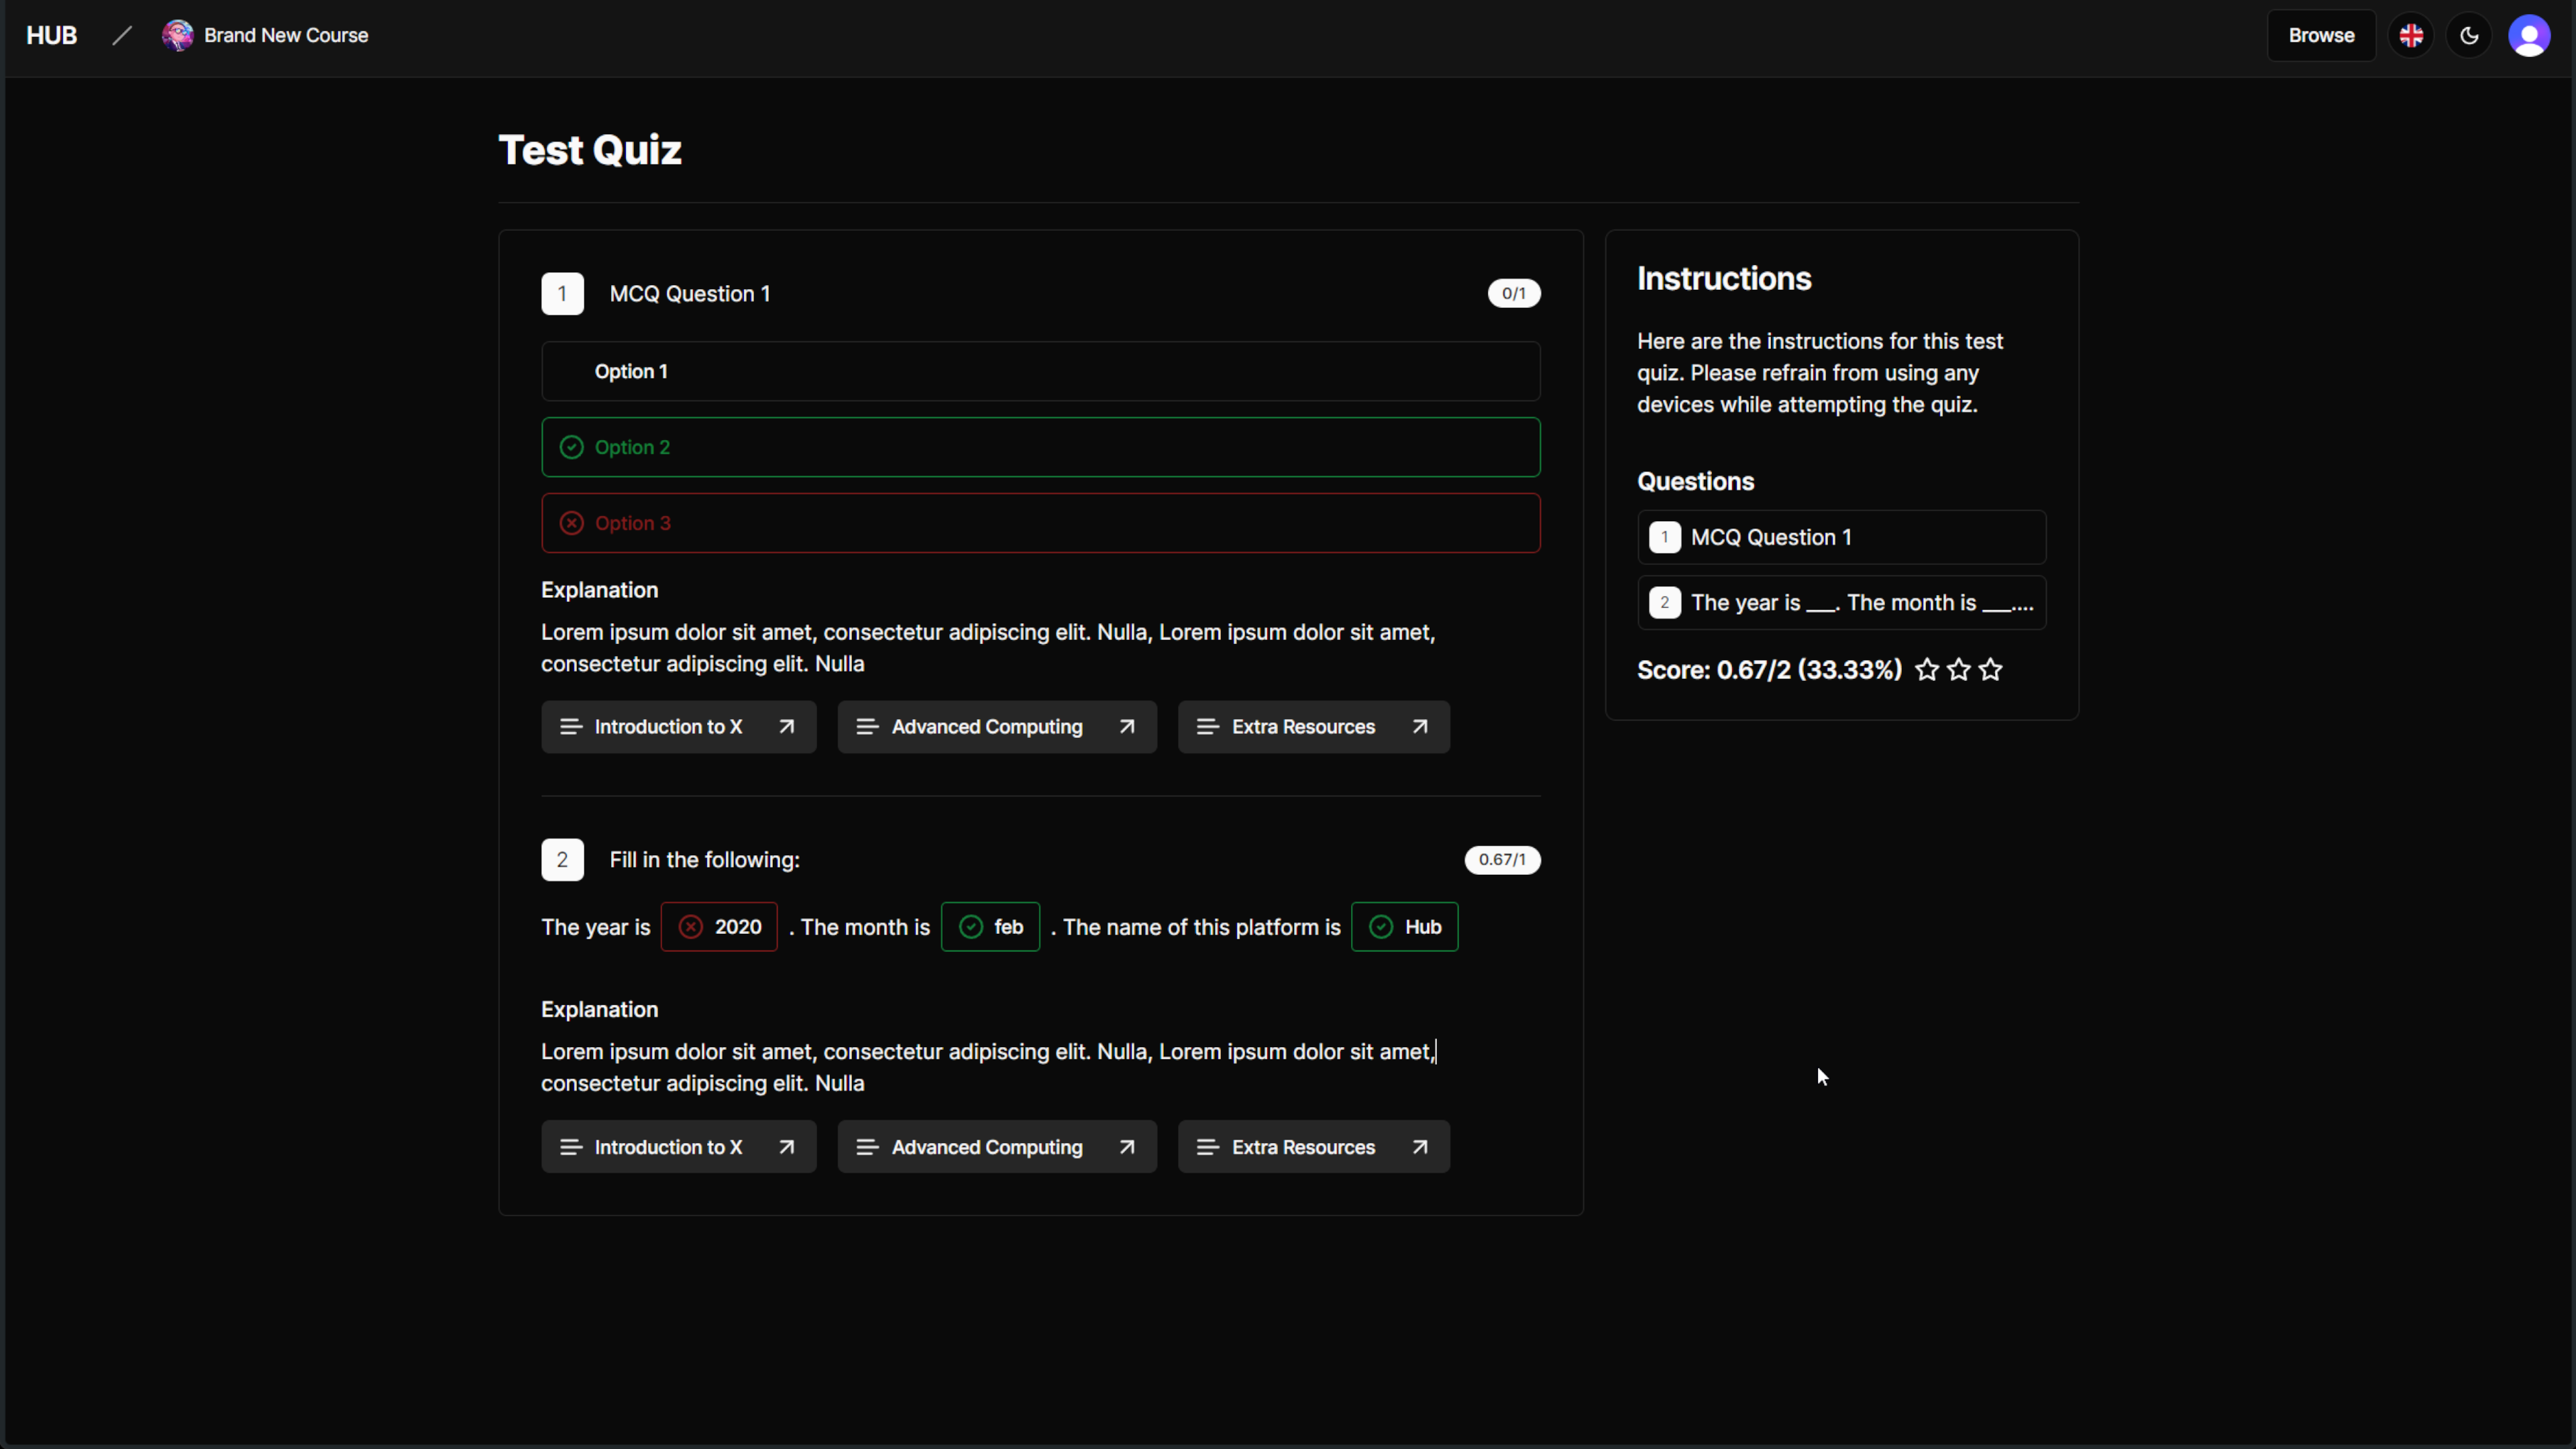 HUB / Brand New Course Browse
Test Quiz
1 MCQ Question 1 0/1
Option 1
Option 2
Option 3
Explanation
Lorem ipsum dolor sit amet, consectetur adipiscing elit. Nulla, Lorem ipsum dolor sit amet,
consectetur adipiscing elit. Nulla
Introduction to X Advanced Computing Extra Resources
2 Fill in the following: 0.67/1
The year is 2020 . The month is feb . The name of this platform is Hub
Explanation
Lorem ipsum dolor sit amet, consectetur adipiscing elit. Nulla, Lorem ipsum dolor sit amet,
consectetur adipiscing elit. Nulla
Introduction to X Advanced Computing Extra Resources
Instructions
Here are the instructions for this test
quiz. Please refrain from using any
devices while attempting the quiz.
Questions
1 MCQ Question 1
2 The year is ___. The month is ___....
Score: 0.67/2 (33.33%)